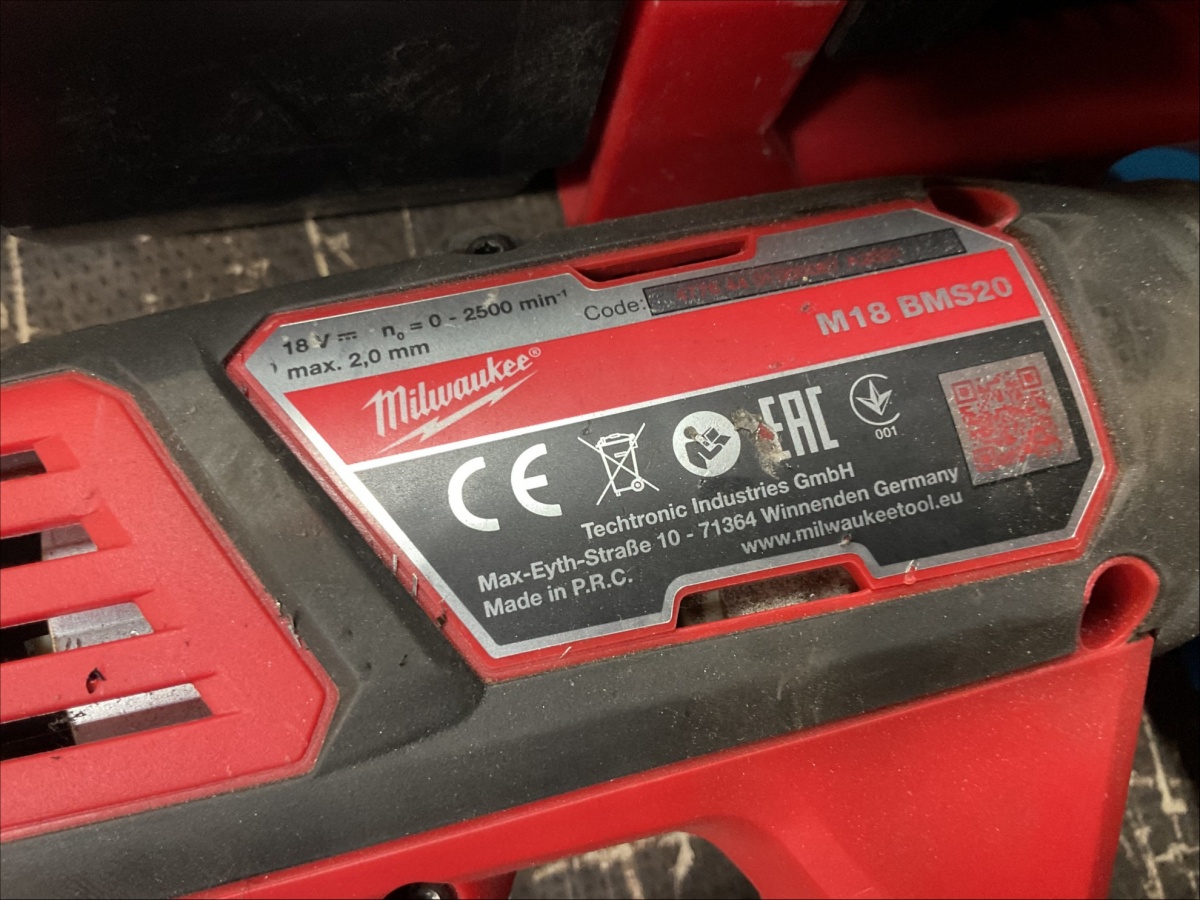 18 V n₀ = 0 - 2500 min⁻¹
max. 2,0 mm
Code:
M18 BMS20
Milwaukee®
CE
EAC
001
Techtronic Industries GmbH
Max-Eyth-Straße 10 - 71364 Winnenden Germany
www.milwaukeetool.eu
Made in P.R.C.